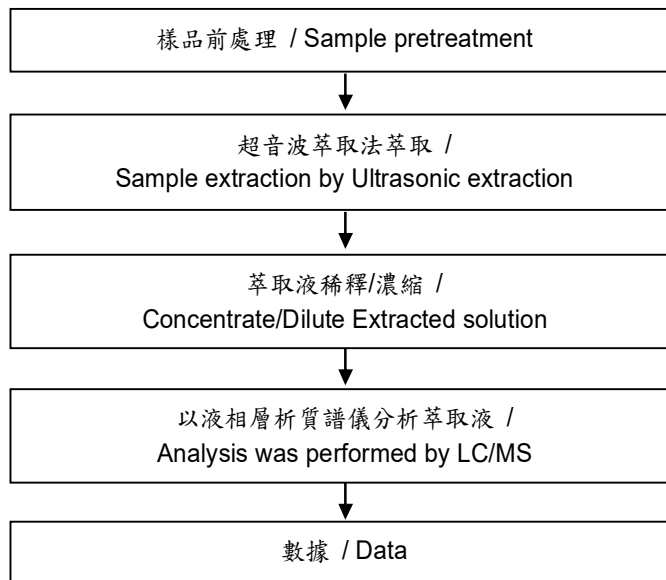 樣品前處理 / Sample pretreatment
超音波萃取法萃取 /
Sample extraction by Ultrasonic extraction
萃取液稀釋/濃縮 /
Concentrate/Dilute Extracted solution
以液相層析質譜儀分析萃取液 /
Analysis was performed by LC/MS
數據 / Data